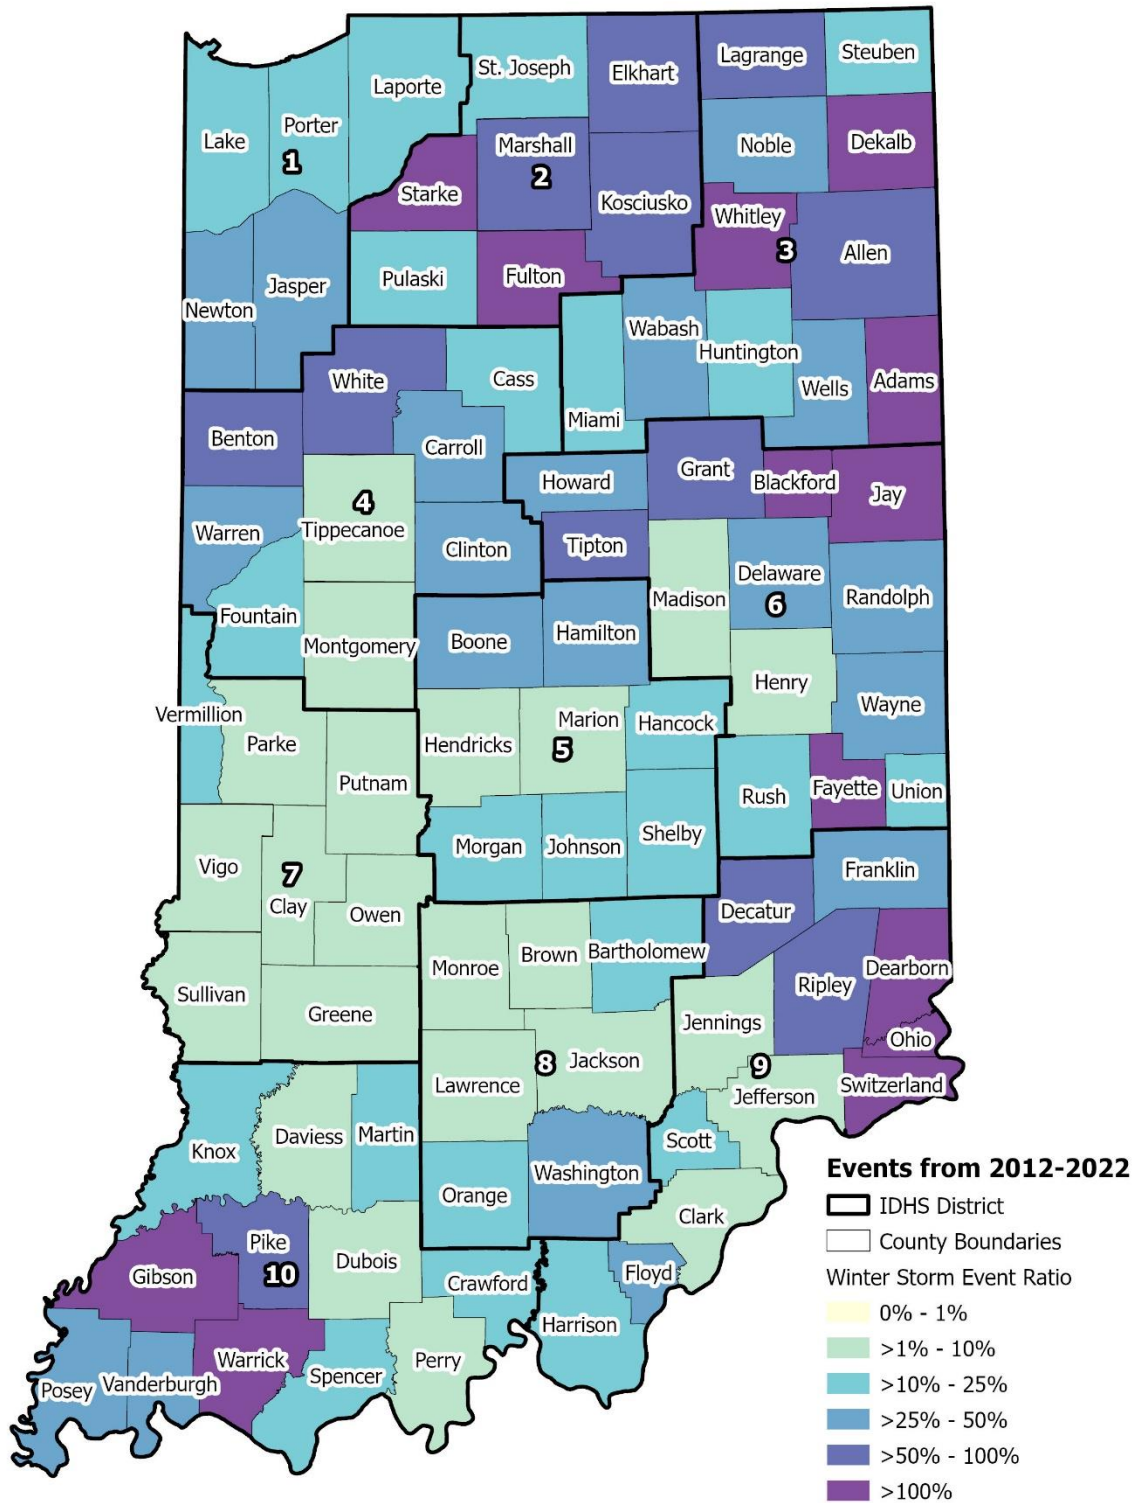 Lagrange
Steuben
St. Joseph
Elkhart
Laporte
Lake
Porter
1
Marshall
2
Noble
Dekalb
Starke
Kosciusko
Whitley
3
Allen
Pulaski
Fulton
Newton
Jasper
Wabash
Huntington
Wells
Adams
White
Cass
Miami
Benton
Carroll
Howard
Grant
Blackford
Jay
Warren
4
Tippecanoe
Clinton
Tipton
Madison
Delaware
6
Randolph
Fountain
Montgomery
Boone
Hamilton
Henry
Wayne
Vermillion
Parke
Putnam
Hendricks
Marion
5
Hancock
Rush
Fayette
Union
Morgan
Johnson
Shelby
Vigo
7
Clay
Owen
Franklin
Decatur
Monroe
Brown
Bartholomew
Dearborn
Ripley
Sullivan
Greene
Jennings
Ohio
8
Jackson
9
Lawrence
Jefferson
Switzerland
Knox
Daviess
Martin
Scott
Orange
Washington
Clark
Pike
10
Dubois
Gibson
Crawford
Floyd
Harrison
Warrick
Perry
Spencer
Posey
Vanderburgh
Events from 2012-2022
IDHS District
County Boundaries
Winter Storm Event Ratio
0% - 1%
>1% - 10%
>10% - 25%
>25% - 50%
>50% - 100%
>100%